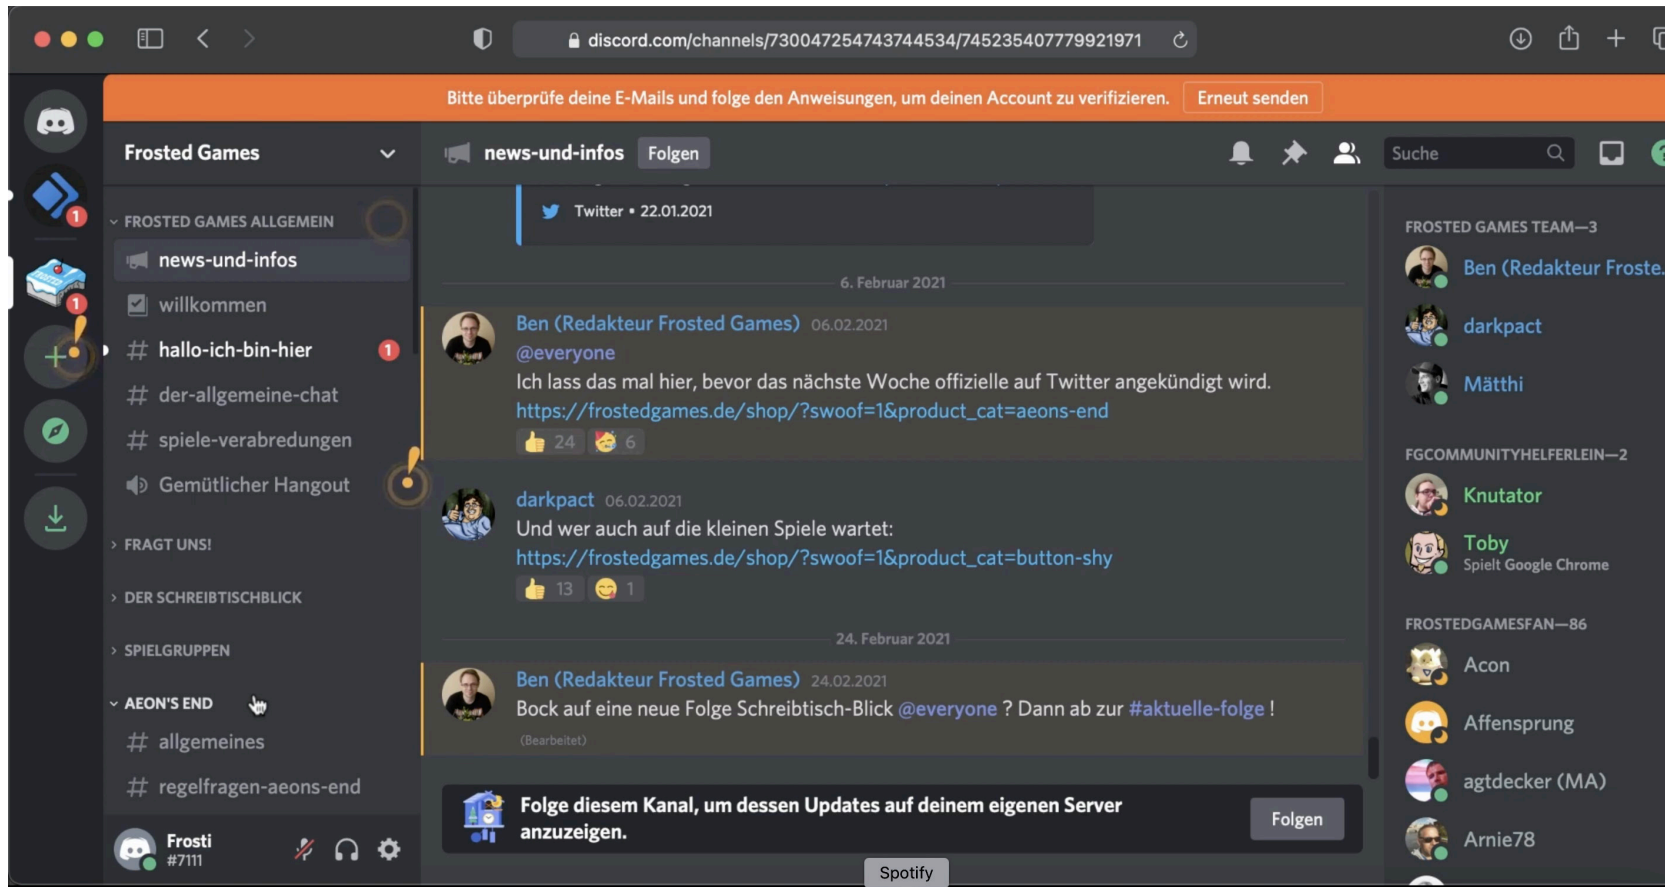 discord.com/channels/730047254743744534/745235407779921971
Bitte überprüfe deine E-Mails und folge den Anweisungen, um deinen Account zu verifizieren.
Erneut senden
Frosted Games
news-und-infos
Folgen
Suche
1
1
FROSTED GAMES ALLGEMEIN
news-und-infos
willkommen
hallo-ich-bin-hier
1
der-allgemeine-chat
spiele-verabredungen
Gemütlicher Hangout
FRAGT UNS!
DER SCHREIBTISCHBLICK
SPIELGRUPPEN
AEON'S END
allgemeines
regelfragen-aeons-end
Frosti
#7111
Twitter • 22.01.2021
6. Februar 2021
Ben (Redakteur Frosted Games) 06.02.2021
@everyone
Ich lass das mal hier, bevor das nächste Woche offizielle auf Twitter angekündigt wird.
https://frostedgames.de/shop/?swoof=1&product_cat=aeons-end
24 6
darkpact 06.02.2021
Und wer auch auf die kleinen Spiele wartet:
https://frostedgames.de/shop/?swoof=1&product_cat=button-shy
13 1
24. Februar 2021
Ben (Redakteur Frosted Games) 24.02.2021
Bock auf eine neue Folge Schreibtisch-Blick @everyone ? Dann ab zur #aktuelle-folge !
(Bearbeitet)
Folge diesem Kanal, um dessen Updates auf deinem eigenen Server
anzuzeigen.
Folgen
Spotify
FROSTED GAMES TEAM—3
Ben (Redakteur Froste...
darkpact
Mätthi
FGCOMMUNITYHELFERLEIN—2
Knutator
Toby
Spielt Google Chrome
FROSTEDGAMESFAN—86
Acon
Affensprung
agtdecker (MA)
Arnie78